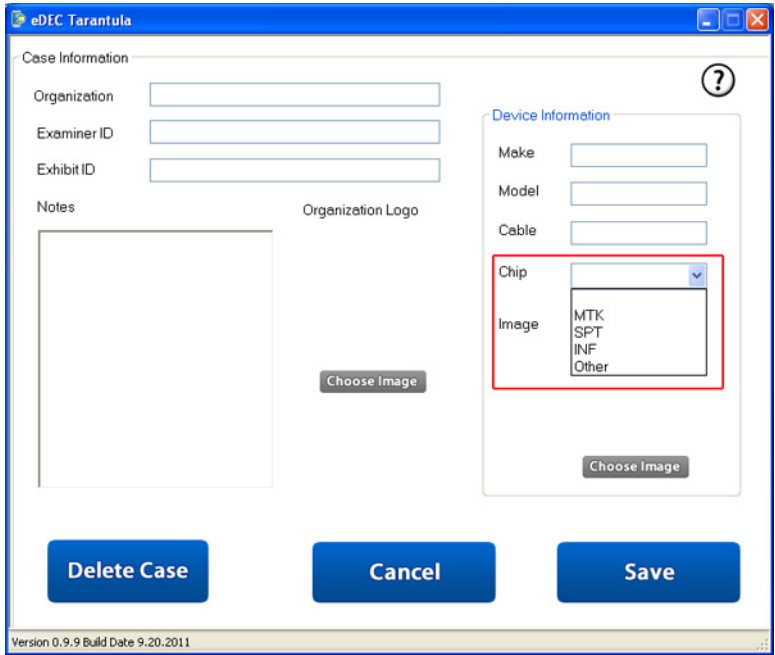 eDEC Tarantula
Case Information
?
Organization
Examiner ID
Exhibit ID
Notes
Organization Logo
Choose Image
Device Information
Make
Model
Cable
Chip
MTK
SPT
INF
Other
Image
Choose Image
Delete Case
Cancel
Save
Version 0.9.9 Build Date 9.20.2011